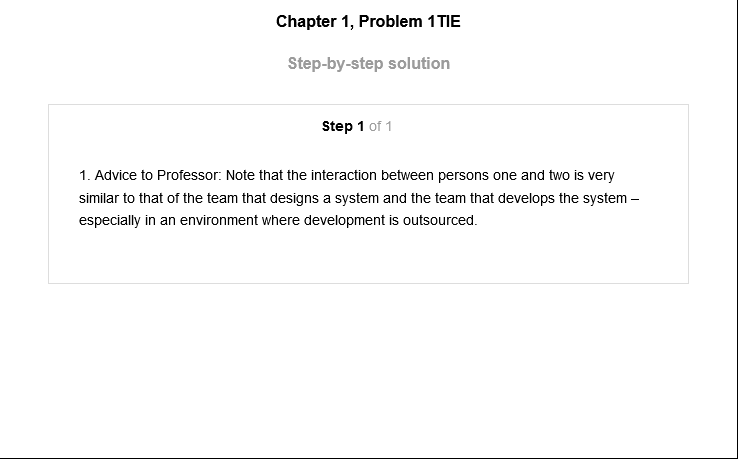 Chapter 1, Problem 1TIE
Step-by-step solution
Step 1 of 1
1. Advice to Professor: Note that the interaction between persons one and two is very
similar to that of the team that designs a system and the team that develops the system –
especially in an environment where development is outsourced.